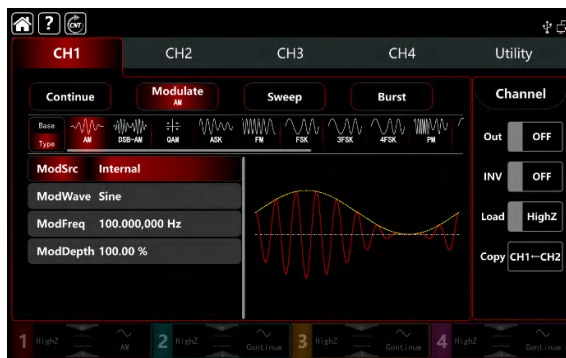 ? CNT
CH1 CH2 CH3 CH4 Utility
Continue Modulate Sweep Burst Channel
AM
Base
Type AM DSB-AM QAM ASK FM FSK 3FSK 4FSK PM
Out OFF
ModSrc Internal
INV OFF
ModWave Sine
ModFreq 100.000,000 Hz
Load HighZ
ModDepth 100.00 %
Copy CH1←CH2
1 HighZ AM 2 HighZ Continue 3 HighZ Continue 4 HighZ Continue